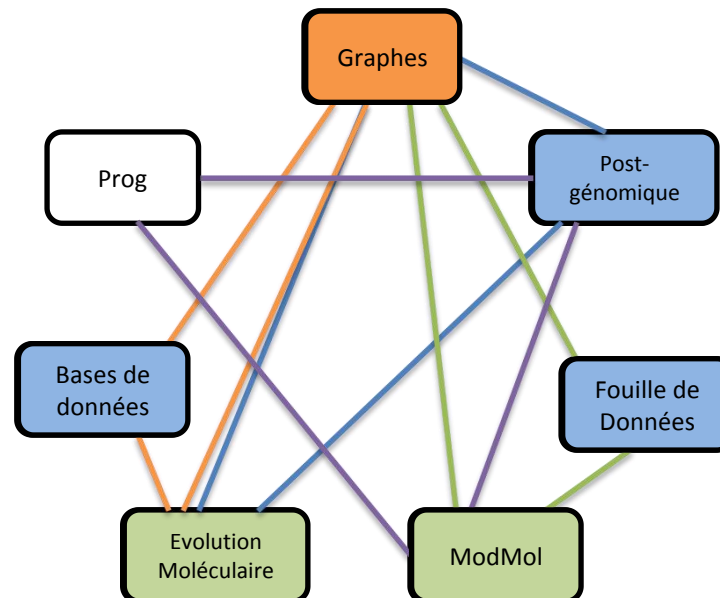 Graphes
Prog
Post-
génomique
Bases de
données
Fouille de
Données
Evolution
Moléculaire
ModMol